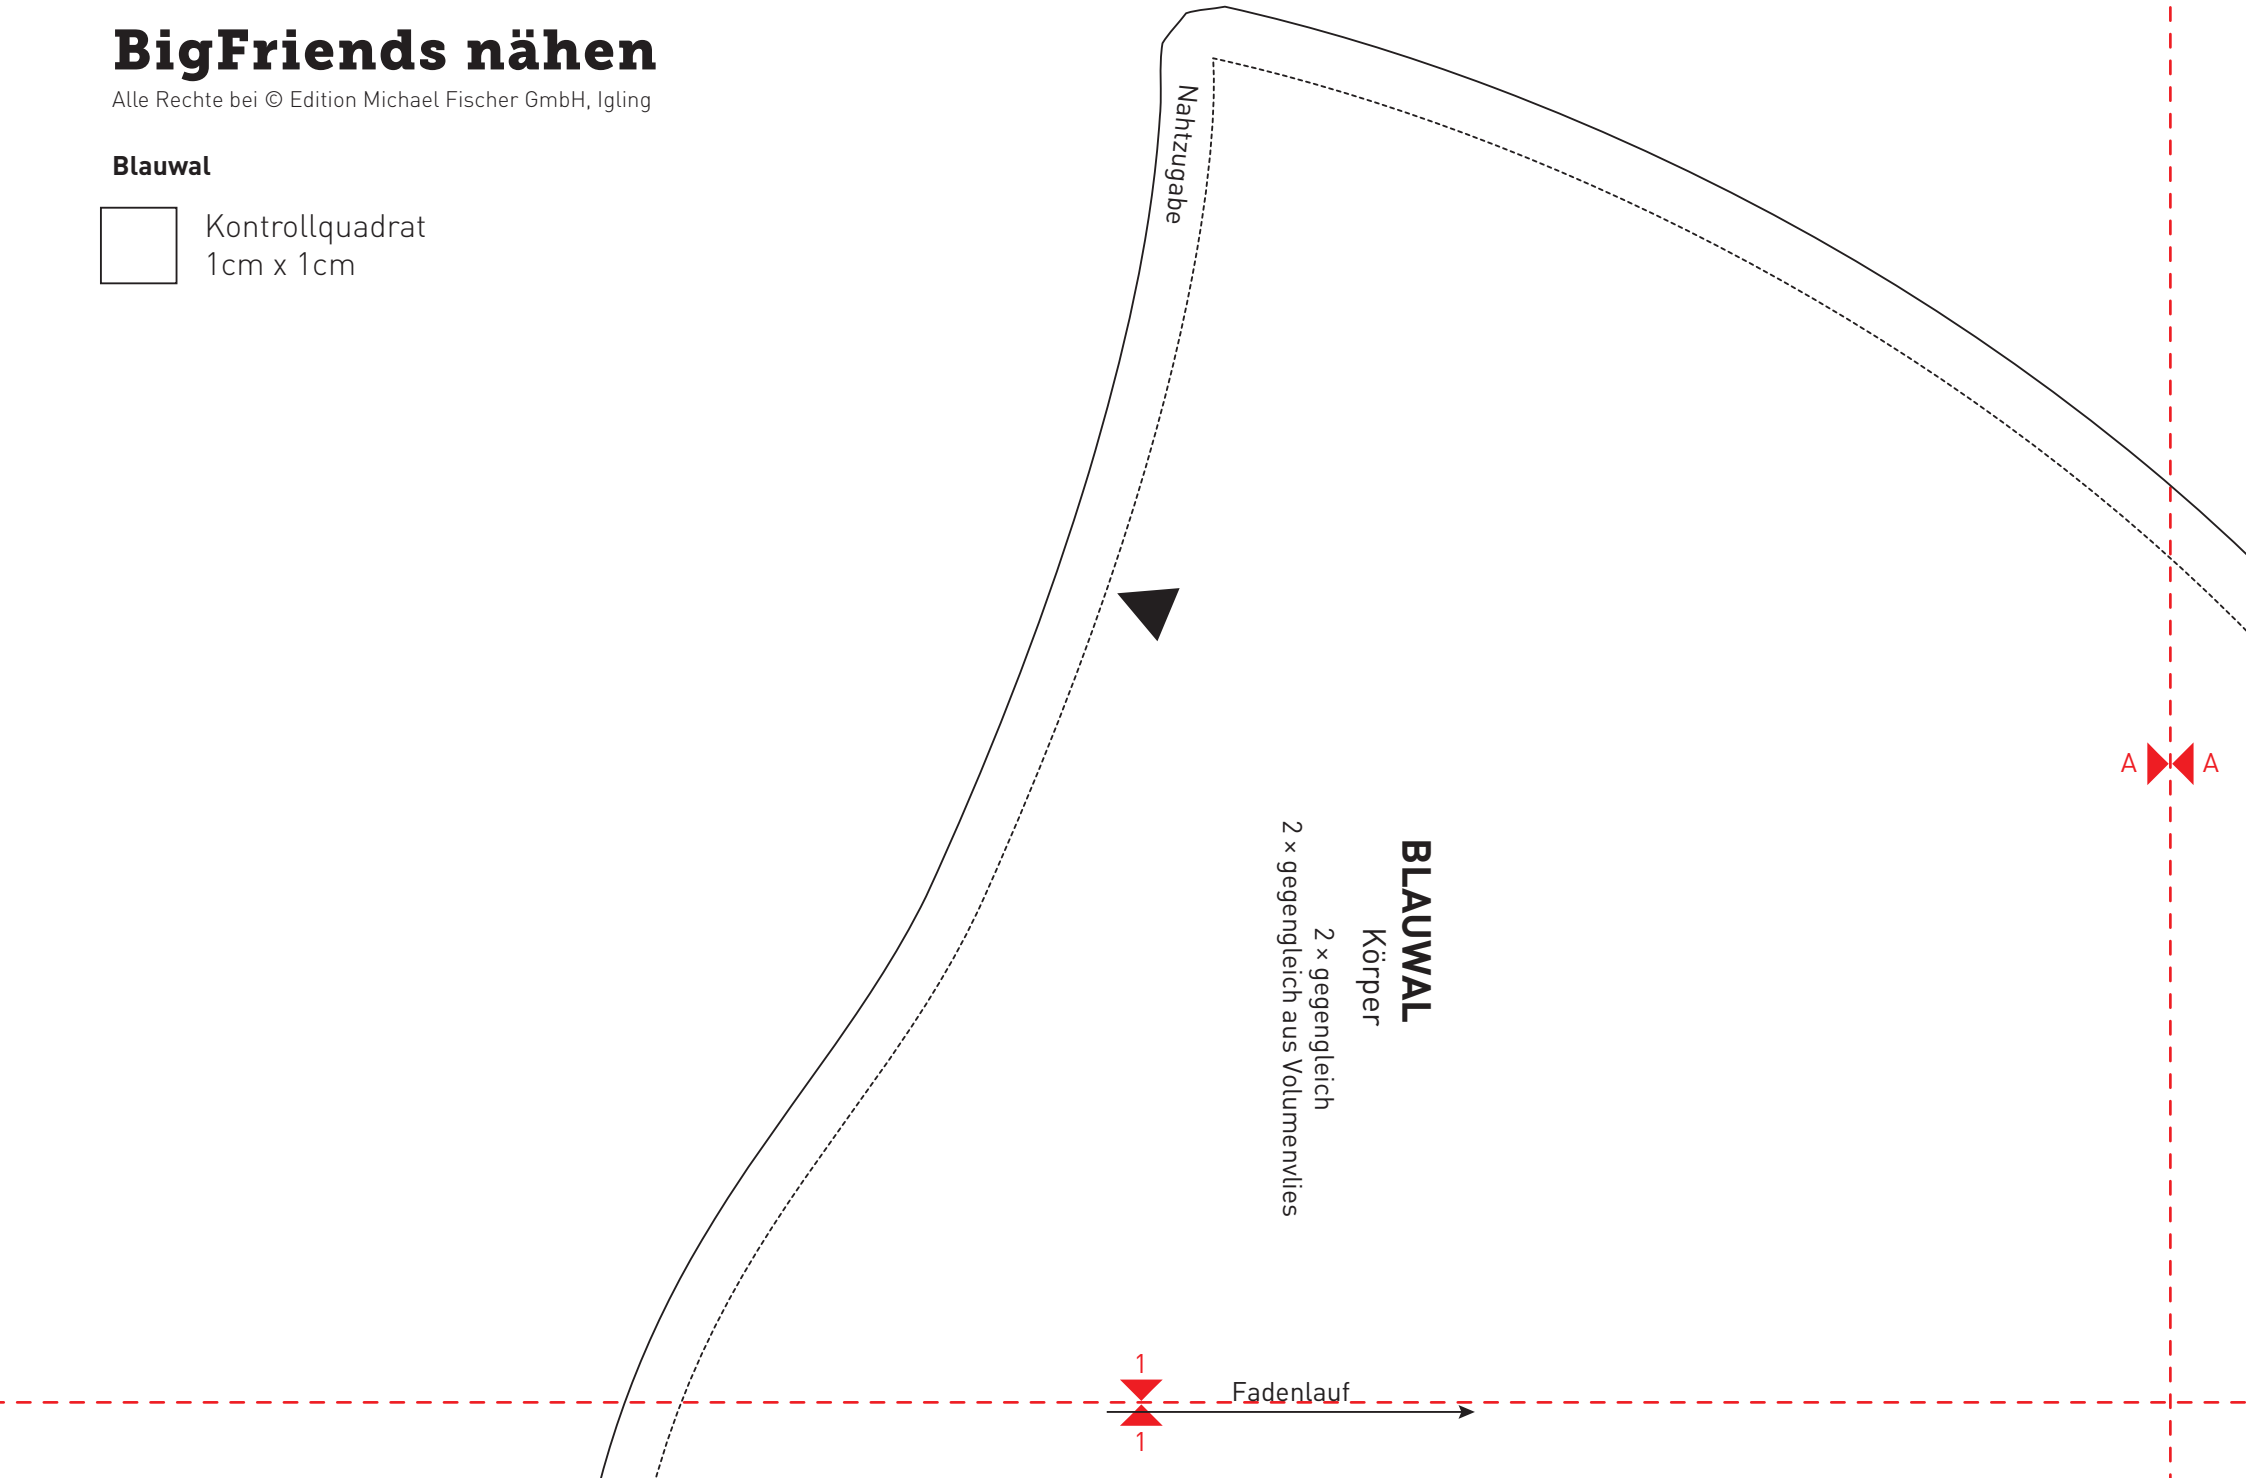 BigFriends nähen
Alle Rechte bei © Edition Michael Fischer GmbH, Igling
Blauwal
Kontrollquadrat
1cm x 1cm
Nahtzugabe
A A
BLAUWAL
Körper
2 × gegengleich
2 × gegengleich aus Volumenvlies
1
Fadenlauf
1